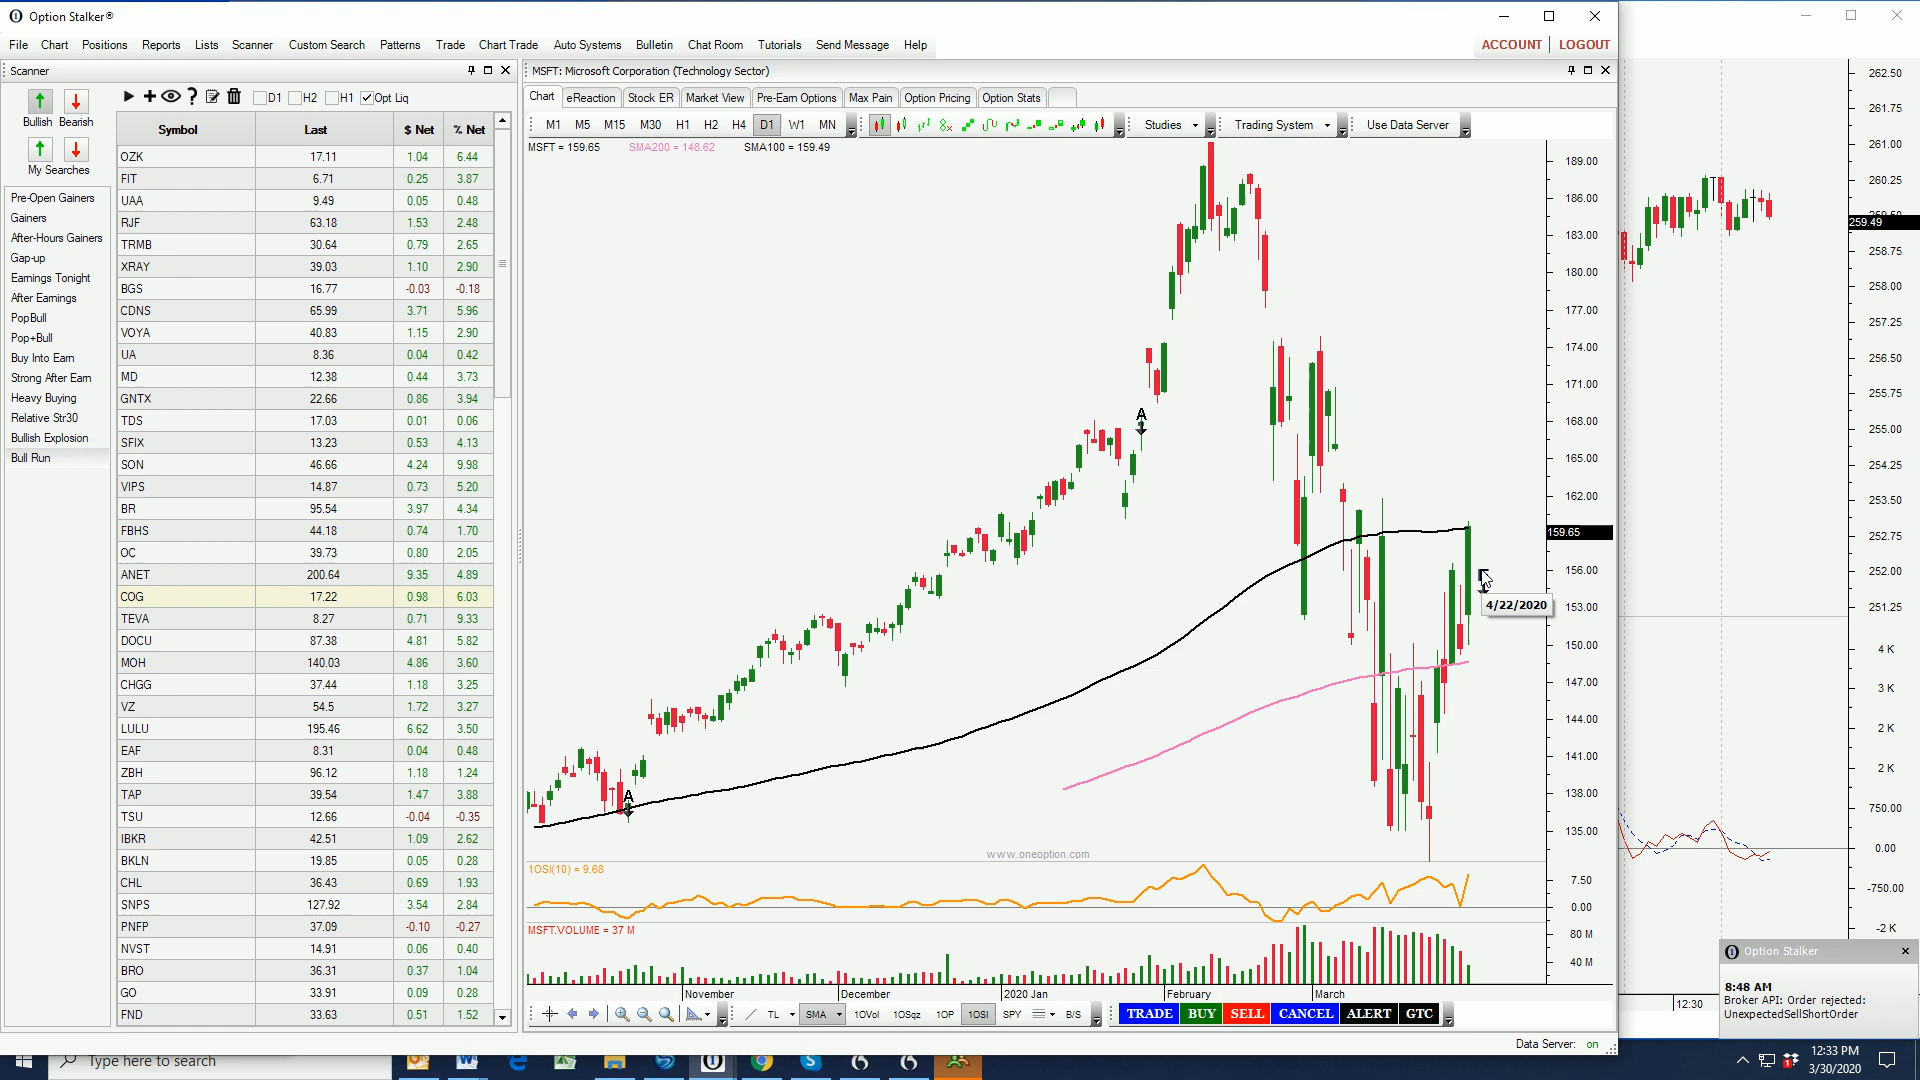 Option Stalker®
File Chart Positions Reports Lists Scanner Custom Search Patterns Trade Chart Trade Auto Systems Bulletin Chat Room Tutorials Send Message Help
ACCOUNT LOGOUT
Scanner
Bullish Bearish
My Searches
D1 H2 H1 Opt Liq
Pre-Open Gainers
Gainers
After-Hours Gainers
Gap-up
Earnings Tonight
After Earnings
PopBull
Pop+Bull
Buy Into Earn
Strong After Earn
Heavy Buying
Relative Str30
Bullish Explosion
Bull Run
Symbol Last $ Net % Net
OZK 17.11 1.04 6.44
FIT 6.71 0.25 3.87
UAA 9.49 0.05 0.48
RJF 63.18 1.53 2.48
TRMB 30.64 0.79 2.65
XRAY 39.03 1.10 2.90
BGS 16.77 -0.03 -0.18
CDNS 65.99 3.71 5.96
VOYA 40.83 1.15 2.90
UA 8.36 0.04 0.42
MD 12.38 0.44 3.73
GNTX 22.66 0.86 3.94
TDS 17.03 0.01 0.06
SFIX 13.23 0.53 4.13
SON 46.66 4.24 9.98
VIPS 14.87 0.73 5.20
BR 95.54 3.97 4.34
FBHS 44.18 0.74 1.70
OC 39.73 0.80 2.05
ANET 200.64 9.35 4.89
COG 17.22 0.98 6.03
TEVA 8.27 0.71 9.33
DOCU 87.38 4.81 5.82
MOH 140.03 4.86 3.60
CHGG 37.44 1.18 3.25
VZ 54.5 1.72 3.27
LULU 195.46 6.62 3.50
EAF 8.31 0.04 0.48
ZBH 96.12 1.18 1.24
TAP 39.54 1.47 3.88
TSU 12.66 -0.04 -0.35
IBKR 42.51 1.09 2.62
BKLN 19.85 0.05 0.28
CHL 36.43 0.69 1.93
SNPS 127.92 3.54 2.84
PNFP 37.09 -0.10 -0.27
NVST 14.91 0.06 0.40
BRO 36.31 0.37 1.04
GO 33.91 0.09 0.28
FND 33.63 0.51 1.52
MSFT: Microsoft Corporation (Technology Sector)
Chart eReaction Stock ER Market View Pre-Earn Options Max Pain Option Pricing Option Stats
M1 M5 M15 M30 H1 H2 H4 D1 W1 MN Studies Trading System Use Data Server
MSFT = 159.65 SMA200 = 148.62 SMA100 = 159.49
189.00
186.00
183.00
180.00
177.00
174.00
171.00
168.00
165.00
162.00
159.65
156.00
153.00
150.00
147.00
144.00
141.00
138.00
135.00
A
A
4/22/2020
www.oneoption.com
1OSI(10) = 9.68
7.50
0.00
MSFT.VOLUME = 37 M
80 M
40 M
November December 2020 Jan February March
TL SMA 1OVol 1OSqz 1OP 1OSI SPY B/S TRADE BUY SELL CANCEL ALERT GTC
Data Server: on
262.50
261.75
261.00
260.25
259.49
258.75
258.00
257.25
256.50
255.75
255.00
254.25
253.50
252.75
252.00
251.25
4 K
3 K
2 K
2 K
750.00
0.00
-750.00
-2 K
12:30
Option Stalker
8:48 AM
Broker API: Order rejected:
UnexpectedSellShortOrder
Type here to search
12:33 PM
3/30/2020